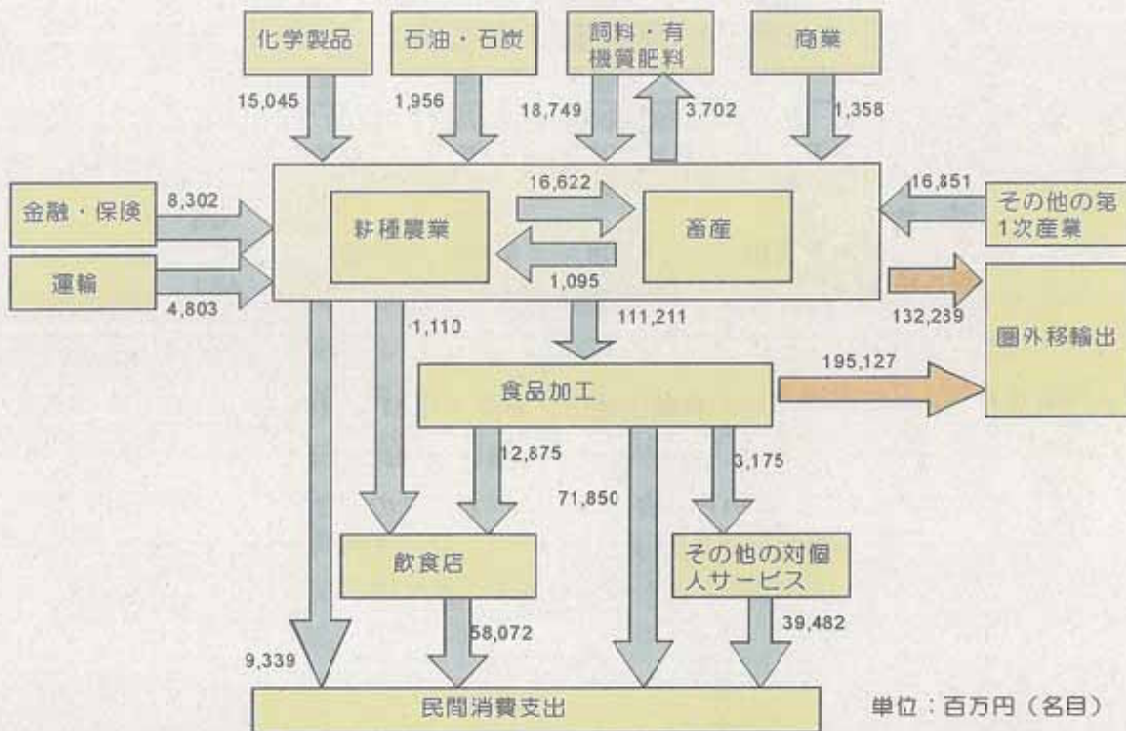 化学製品
石油・石炭
飼料・有
機質肥料
商業
15,045
1,956
18,749
3,702
1,358
金融・保険
8,302
16,622
16,851
その他の第
1次産業
耕種農業
畜産
運輸
4,803
1,095
1,110
111,211
132,289
圏外移輸出
195,127
食品加工
12,875
71,850
3,175
飲食店
その他の対個
人サービス
58,072
39,482
9,339
民間消費支出
単位：百万円（名目）